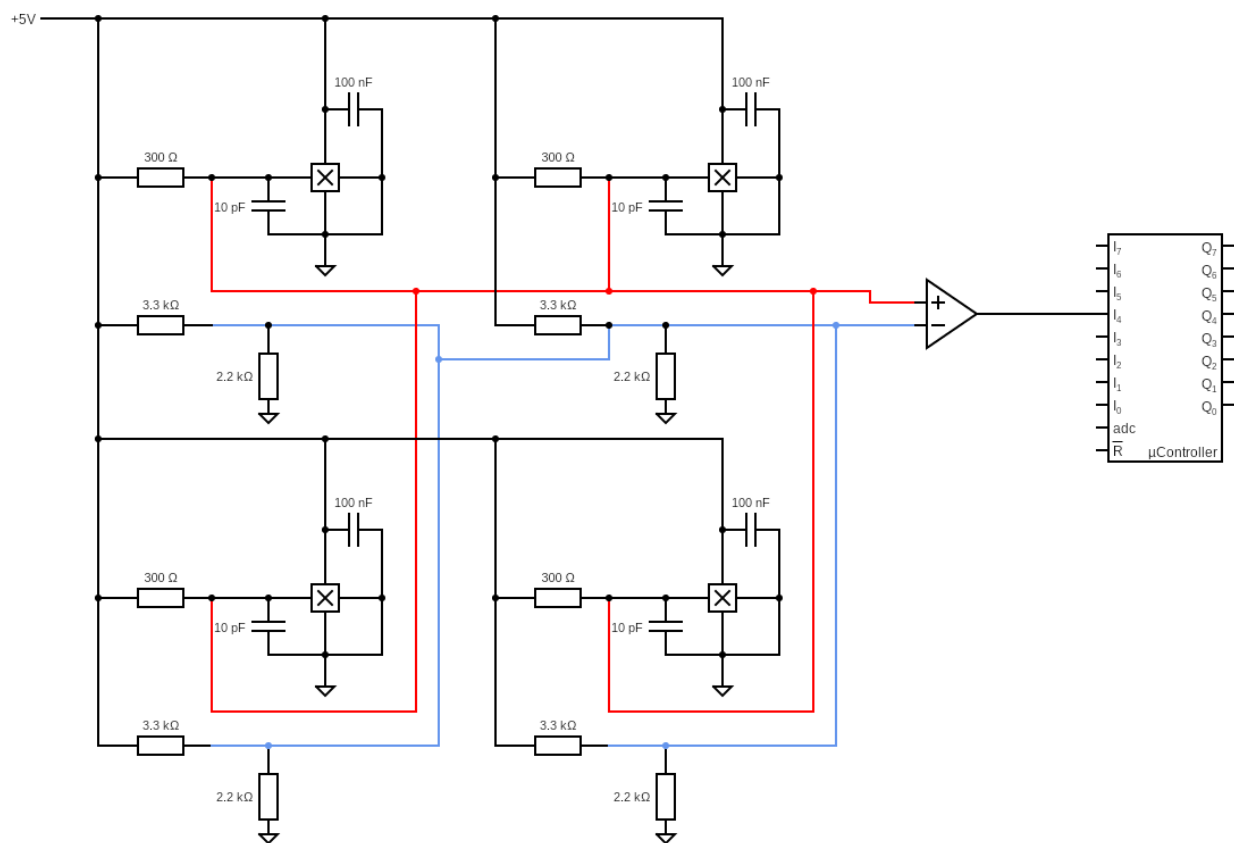 +5V
100 nF
100 nF
300 Ω
300 Ω
10 pF
10 pF
3.3 kΩ
3.3 kΩ
2.2 kΩ
2.2 kΩ
+
−
I7 Q7
I6 Q6
I5 Q5
I4 Q4
I3 Q3
I2 Q2
I1 Q1
I0 Q0
adc
R̅ µController
100 nF
100 nF
300 Ω
300 Ω
10 pF
10 pF
3.3 kΩ
3.3 kΩ
2.2 kΩ
2.2 kΩ